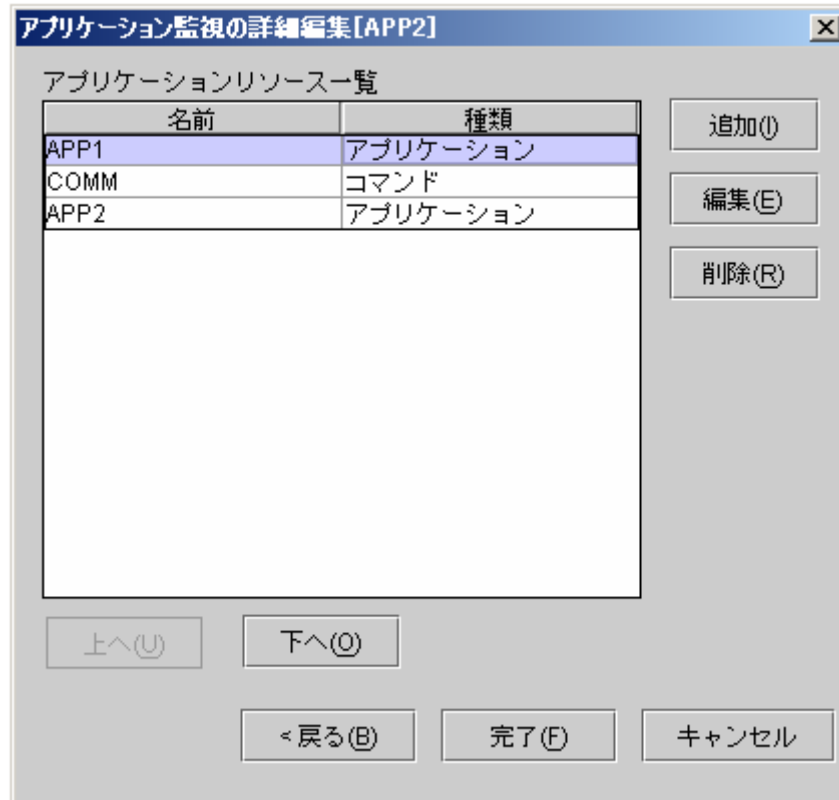 アプリケーション監視の詳細編集[APP2]
アプリケーションリソース一覧
名前 種類
APP1 アプリケーション
COMM コマンド
APP2 アプリケーション
追加(I)
編集(E)
削除(R)
上へ(U) 下へ(O)
<戻る(B) 完了(F) キャンセル